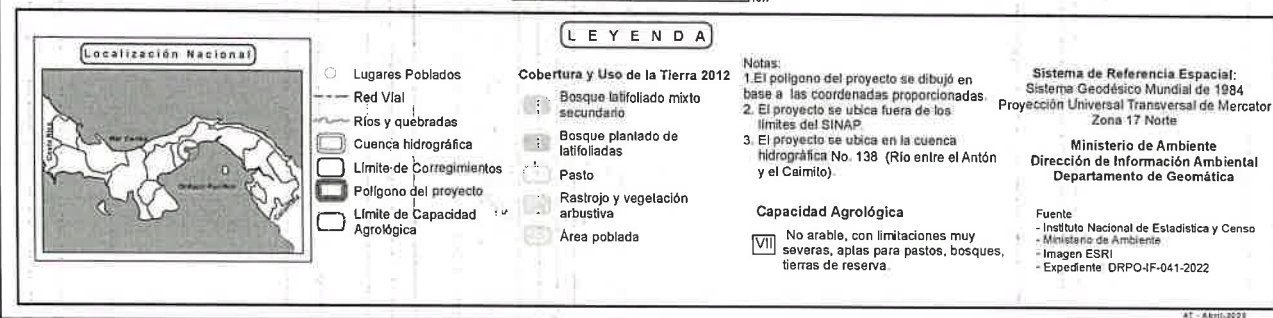 LEYENDA
Localización Nacional
Costa Rica
Mar Caribe
Océano Pacífico
Colombia
Lugares Poblados
Red Vial
Ríos y quebradas
Cuenca hidrográfica
Límite de Corregimientos
Polígono del proyecto
Límite de Capacidad
Agrológica
Cobertura y Uso de la Tierra 2012
Bosque latifoliado mixto
secundario
Bosque plantado de
latifoliadas
Pasto
Rastrojo y vegetación
arbustiva
Área poblada
Notas:
1.El polígono del proyecto se dibujó en
base a las coordenadas proporcionadas.
2. El proyecto se ubica fuera de los
límites del SINAP.
3. El proyecto se ubica en la cuenca
hidrográfica No. 138 (Río entre el Antón
y el Caimito).
Capacidad Agrológica
VII No arable, con limitaciones muy
severas, aptas para pastos, bosques,
tierras de reserva.
Sistema de Referencia Espacial:
Sistema Geodésico Mundial de 1984
Proyección Universal Transversal de Mercator
Zona 17 Norte
Ministerio de Ambiente
Dirección de Información Ambiental
Departamento de Geomática
Fuente
- Instituto Nacional de Estadística y Censo
- Ministerio de Ambiente
- Imagen ESRI
- Expediente: DRPO-IF-041-2022